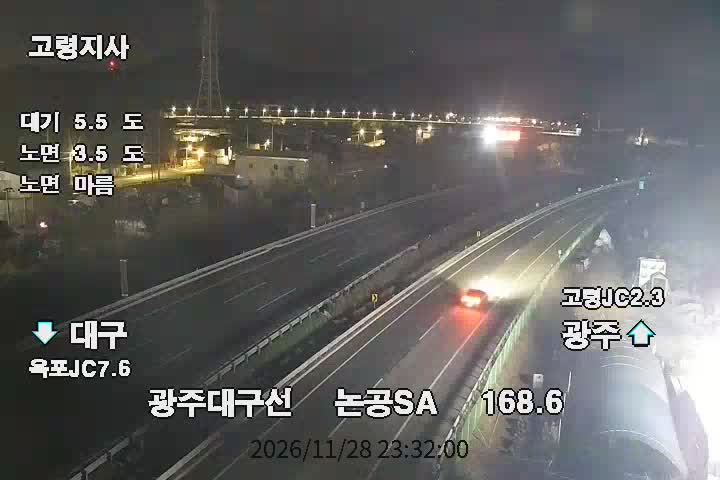 고령지사
대기 5.5 도
노면 3.5 도
노면 마름
고령JC2.3
대구
광주
옥포JC7.6
광주대구선 논공SA 168.6
2026/11/28 23:32:00